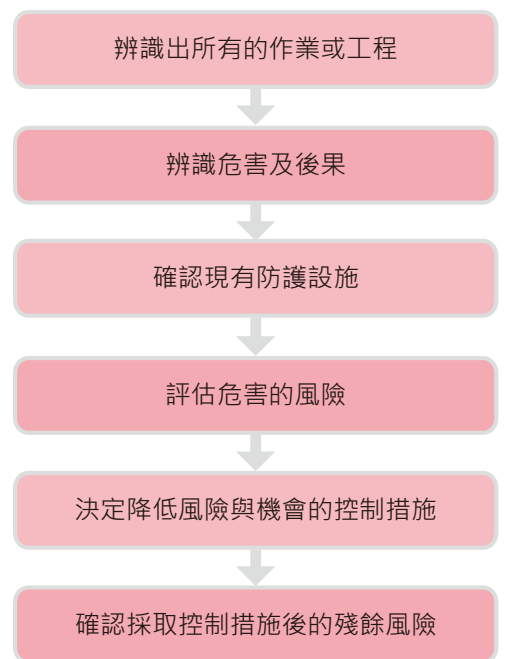 辨識出所有的作業或工程
辨識危害及後果
確認現有防護設施
評估危害的風險
決定降低風險與機會的控制措施
確認採取控制措施後的殘餘風險